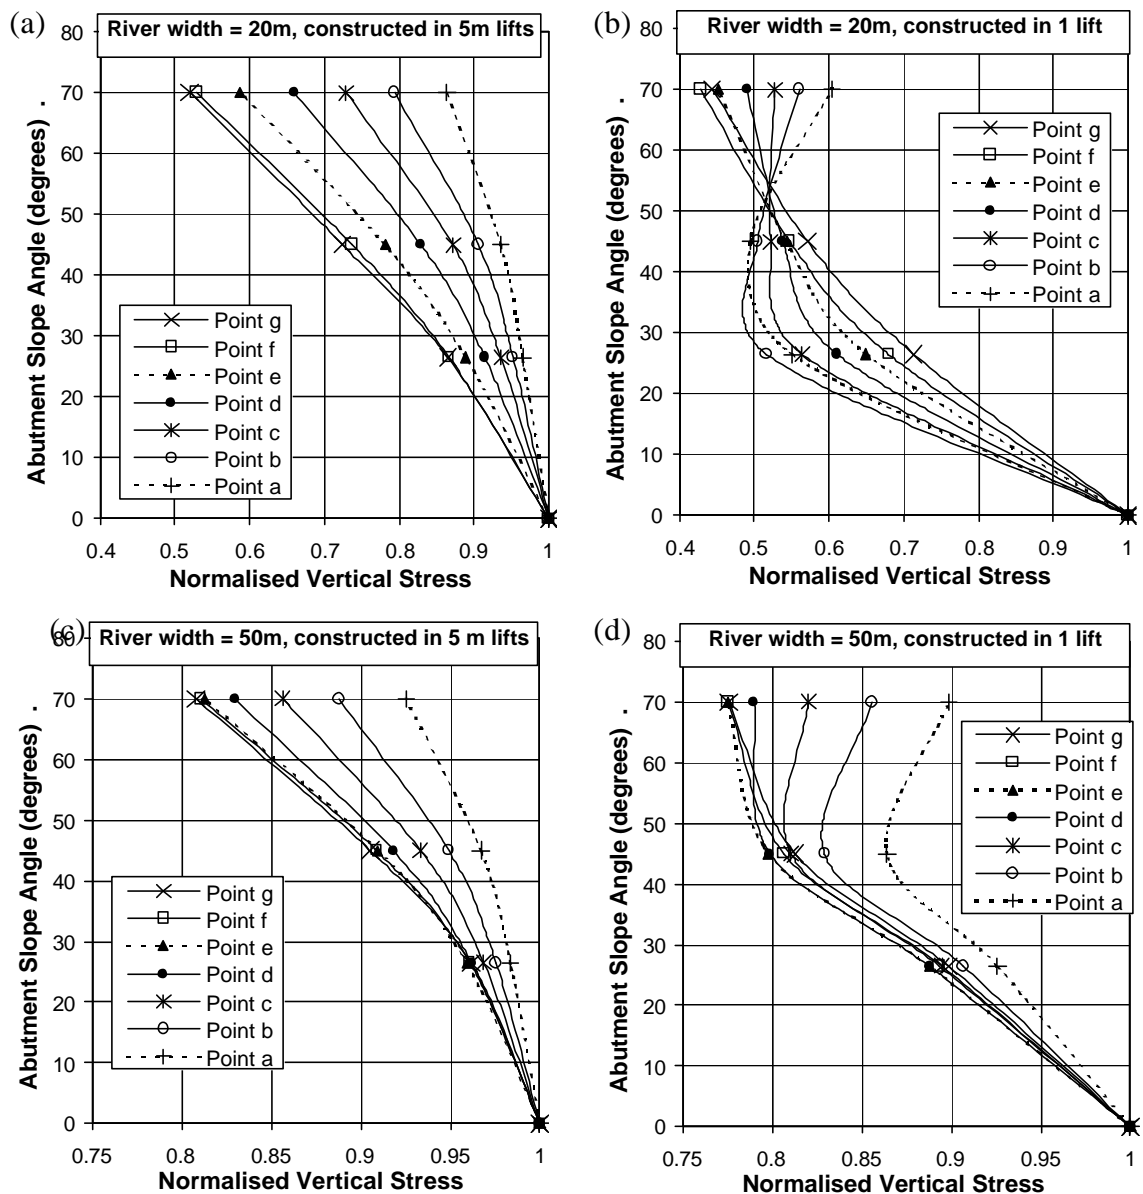 (a)
River width = 20m, constructed in 5m lifts
80
70
60
50
40
30
20
10
0
Abutment Slope Angle (degrees) .
Point g
Point f
Point e
Point d
Point c
Point b
Point a
0.4 0.5 0.6 0.7 0.8 0.9 1
Normalised Vertical Stress
(b)
River width = 20m, constructed in 1 lift
80
70
60
50
40
30
20
10
0
Abutment Slope Angle (degrees) .
Point g
Point f
Point e
Point d
Point c
Point b
Point a
0.4 0.5 0.6 0.7 0.8 0.9 1
Normalised Vertical Stress
(c)
River width = 50m, constructed in 5 m lifts
80
70
60
50
40
30
20
10
0
Abutment Slope Angle (degrees) .
Point g
Point f
Point e
Point d
Point c
Point b
Point a
0.75 0.8 0.85 0.9 0.95 1
Normalised Vertical Stress
(d)
River width = 50m, constructed in 1 lift
80
70
60
50
40
30
20
10
0
Abutment Slope Angle (degrees) .
Point g
Point f
Point e
Point d
Point c
Point b
Point a
0.75 0.8 0.85 0.9 0.95 1
Normalised Vertical Stress